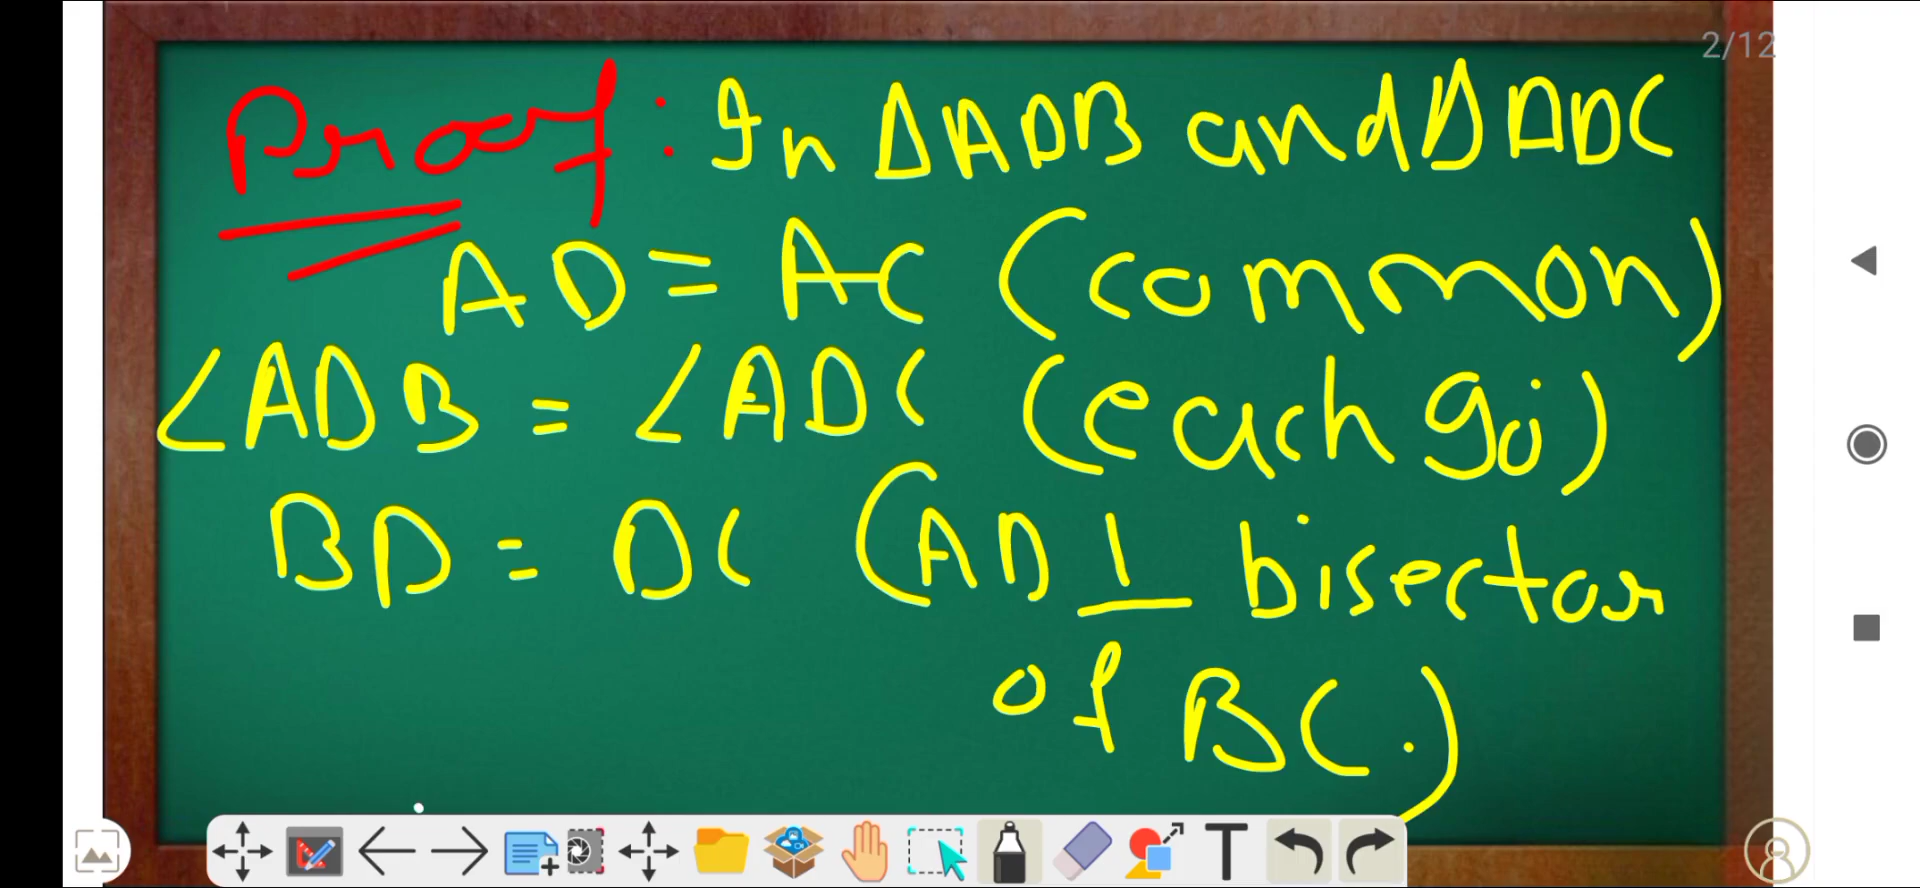 2/12
Proof: In ΔADB and ΔADC
AD = AC (common)
∠ADB = ∠ADC (each 90°)
BD = DC (AD ⊥ bisector
of BC.)
T